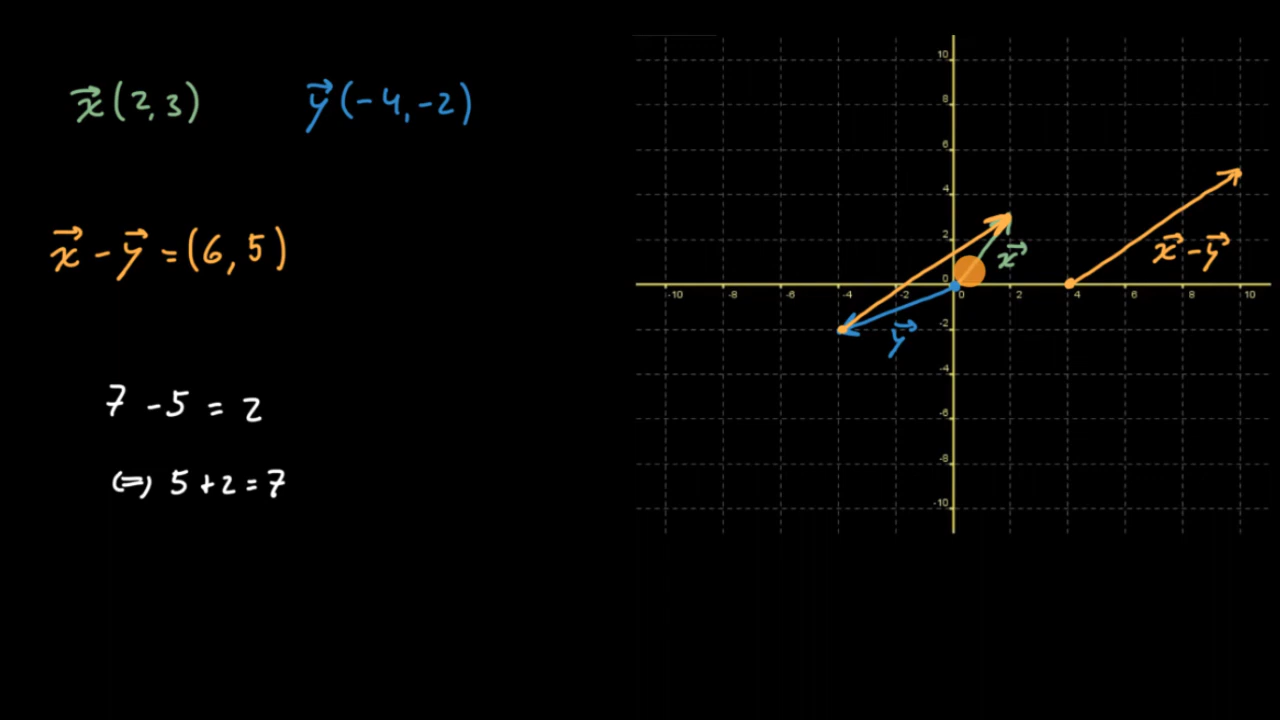 x⃗(2,3) y⃗(-4,-2)
x⃗ - y⃗ = (6,5)
7 - 5 = 2
(=) 5 + 2 = 7
10
8
6
4
2
0
-2
-4
-6
-8
-10
-10 -8 -6 -4 -2 0 2 4 6 8 10
x⃗
y⃗
x⃗ - y⃗